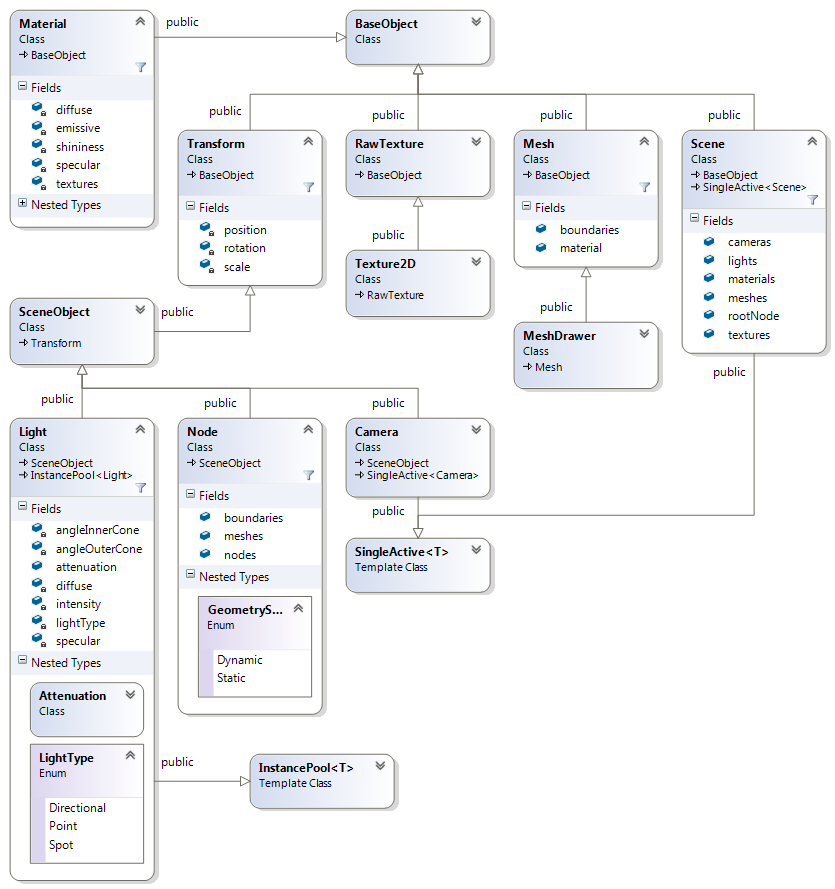 Material
Class
BaseObject
Fields
diffuse
emissive
shininess
specular
textures
Nested Types
public
BaseObject
Class
public
public
public
public
Transform
Class
BaseObject
Fields
position
rotation
scale
RawTexture
Class
BaseObject
public
Texture2D
Class
RawTexture
Mesh
Class
BaseObject
Fields
boundaries
material
public
MeshDrawer
Class
Mesh
Scene
Class
BaseObject
SingleActive<Scene>
Fields
cameras
lights
materials
meshes
rootNode
textures
public
SceneObject
Class
Transform
public
public
public
public
Light
Class
SceneObject
InstancePool<Light>
Fields
angleInnerCone
angleOuterCone
attenuation
diffuse
intensity
lightType
specular
Nested Types
Attenuation
Class
LightType
Enum
Directional
Point
Spot
Node
Class
SceneObject
Fields
boundaries
meshes
nodes
Nested Types
GeometryS...
Enum
Dynamic
Static
Camera
Class
SceneObject
SingleActive<Camera>
public
SingleActive<T>
Template Class
public
InstancePool<T>
Template Class